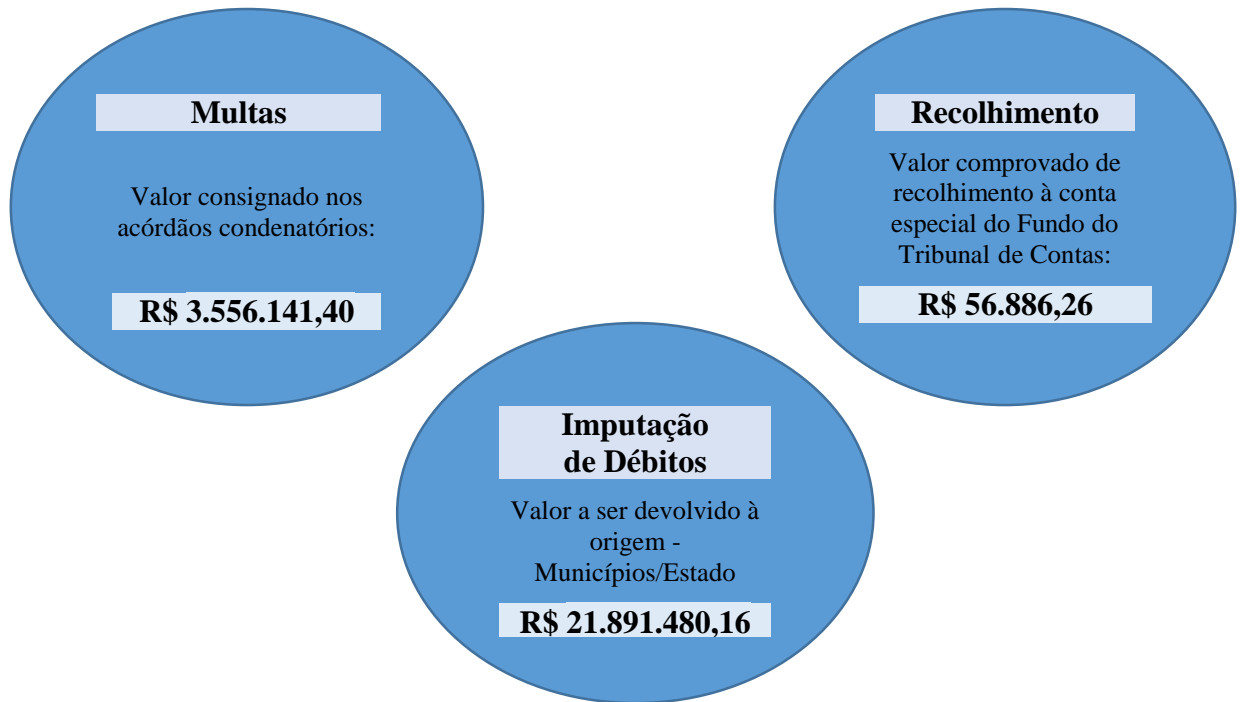 Multas
Valor consignado nos
acórdãos condenatórios:
R$ 3.556.141,40
Recolhimento
Valor comprovado de
recolhimento à conta
especial do Fundo do
Tribunal de Contas:
R$ 56.886,26
Imputação
de Débitos
Valor a ser devolvido à
origem -
Municípios/Estado
R$ 21.891.480,16